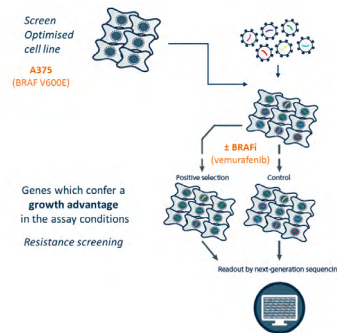 Screen
Optimised
cell line
A375
(BRAF V600E)
± BRAFi
(vemurafenib)
Positive selection
Control
Genes which confer a
growth advantage
in the assay conditions
Resistance screening
Readout by next-generation sequencing